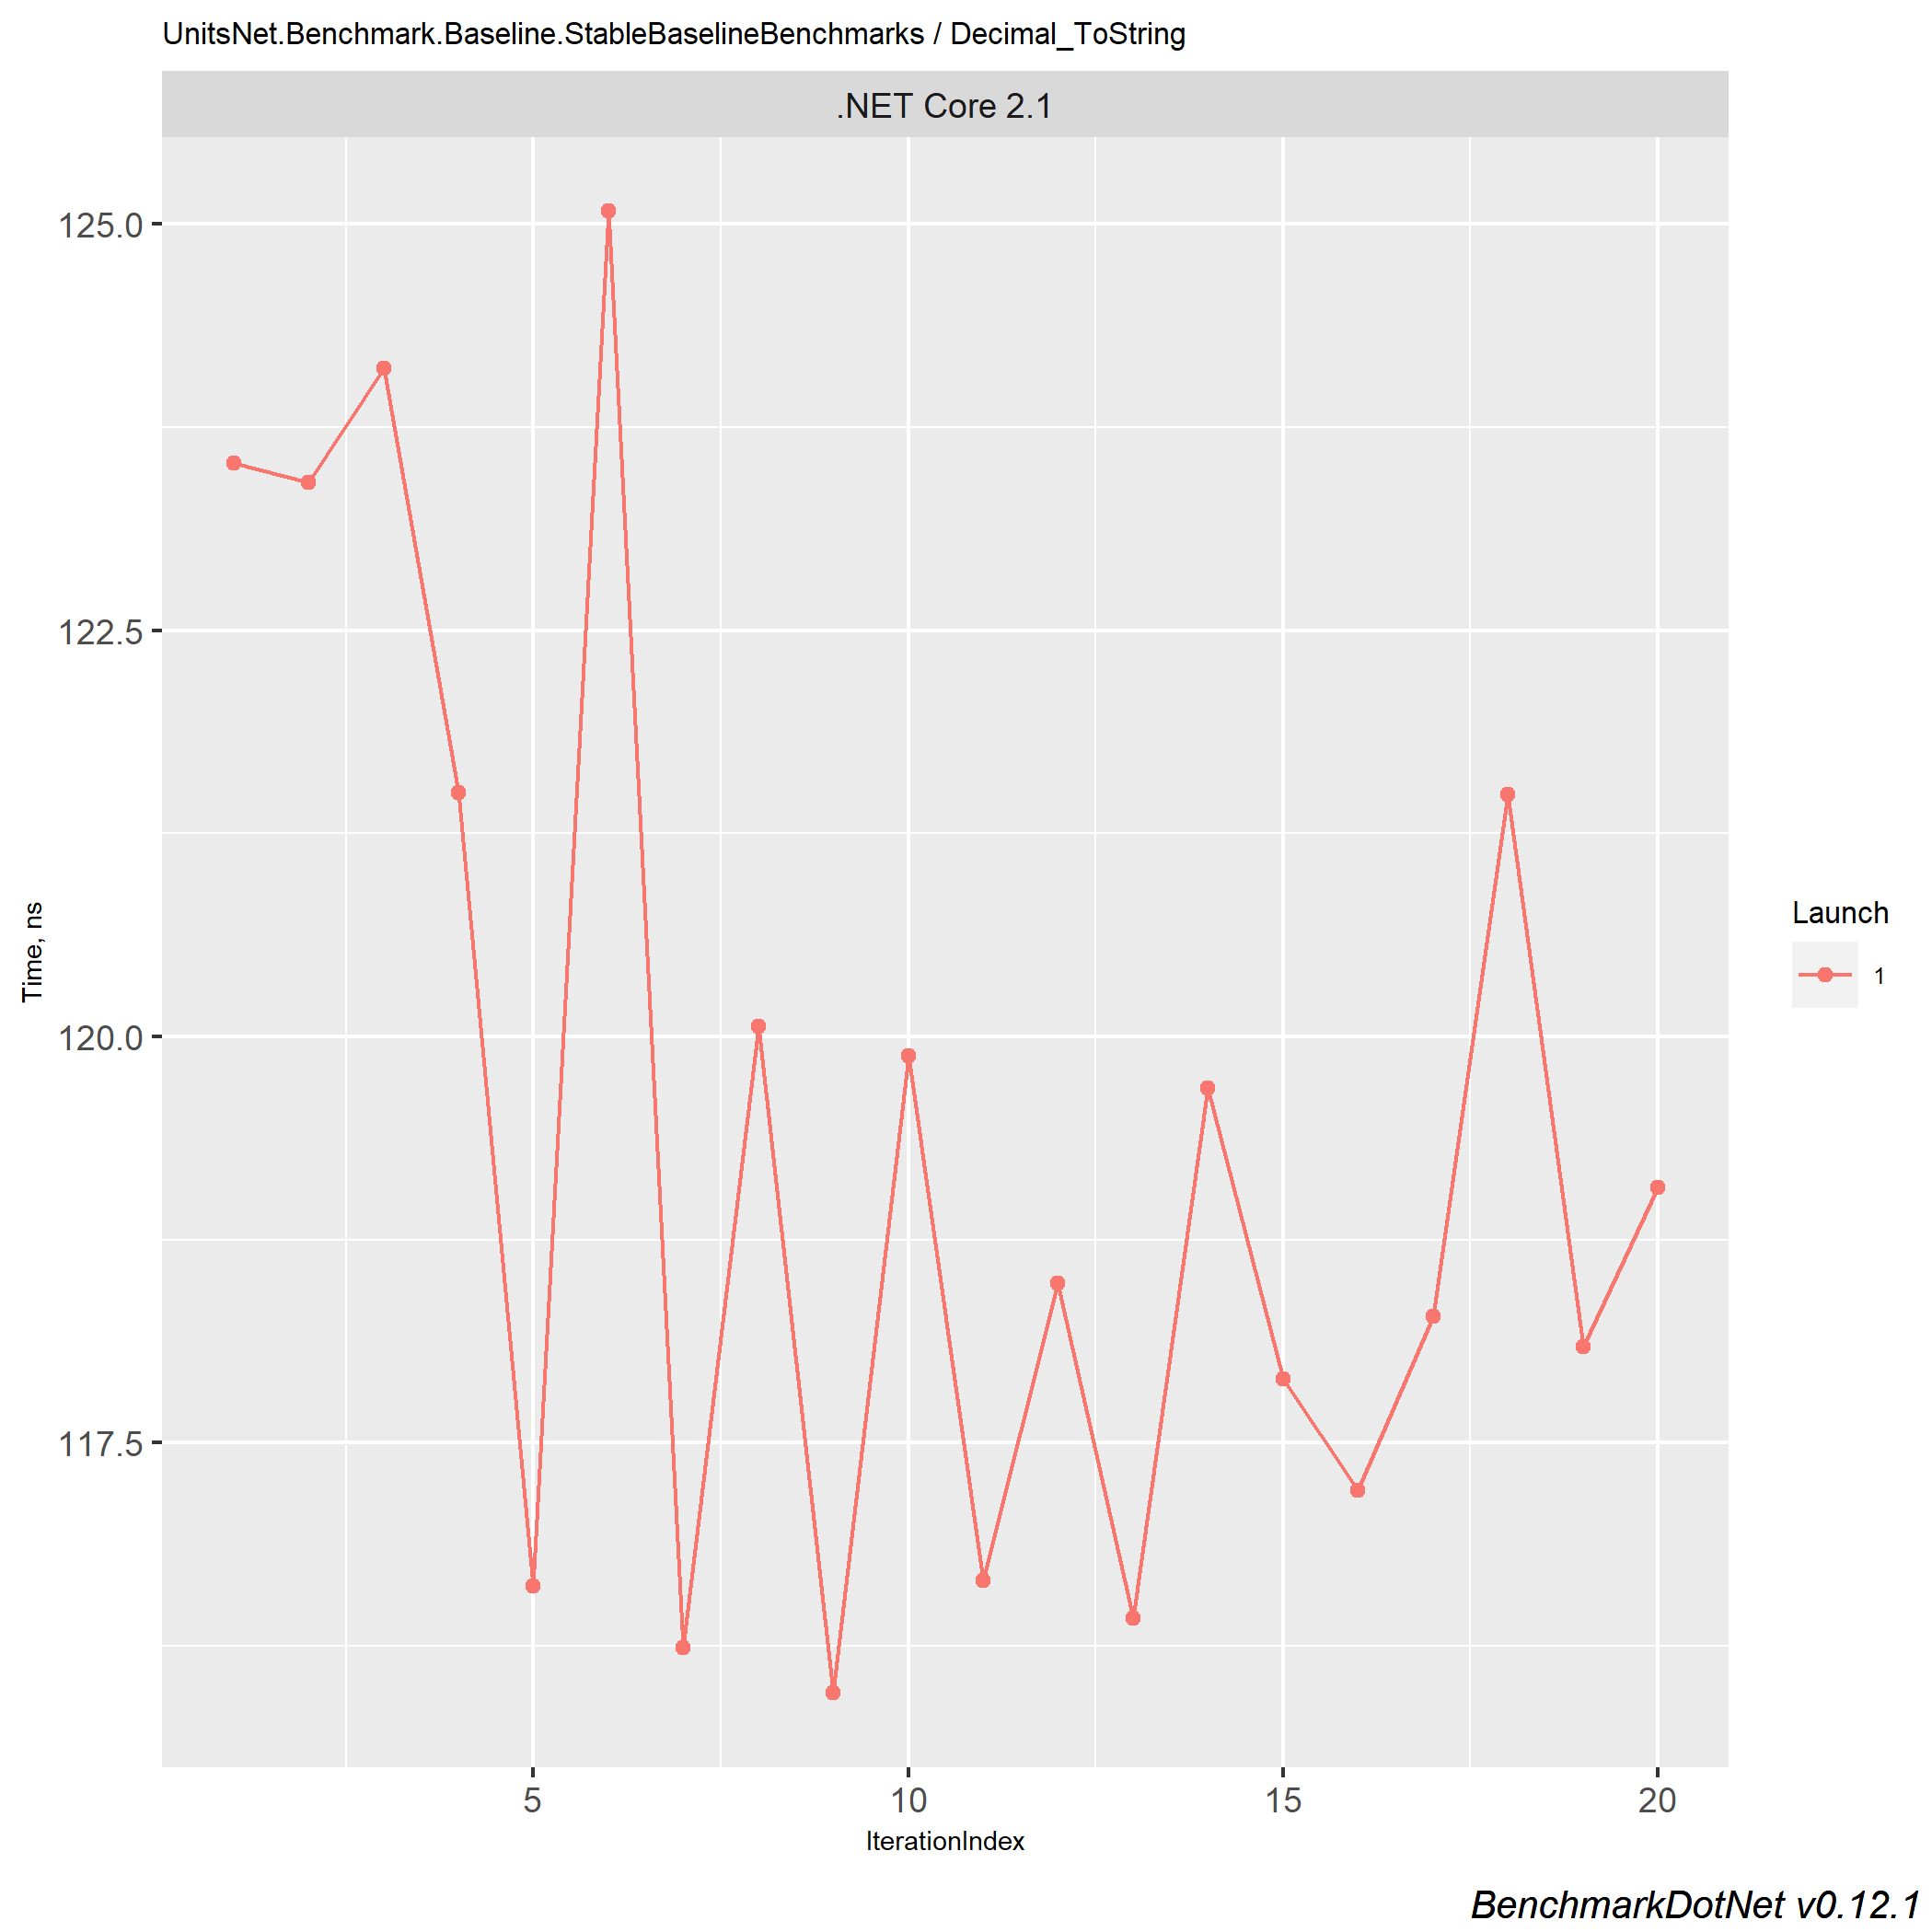 UnitsNet.Benchmark.Baseline.StableBaselineBenchmarks / Decimal_ToString
.NET Core 2.1
125.0
122.5
120.0
117.5
Time, ns
5
10
15
20
IterationIndex
Launch
1
BenchmarkDotNet v0.12.1